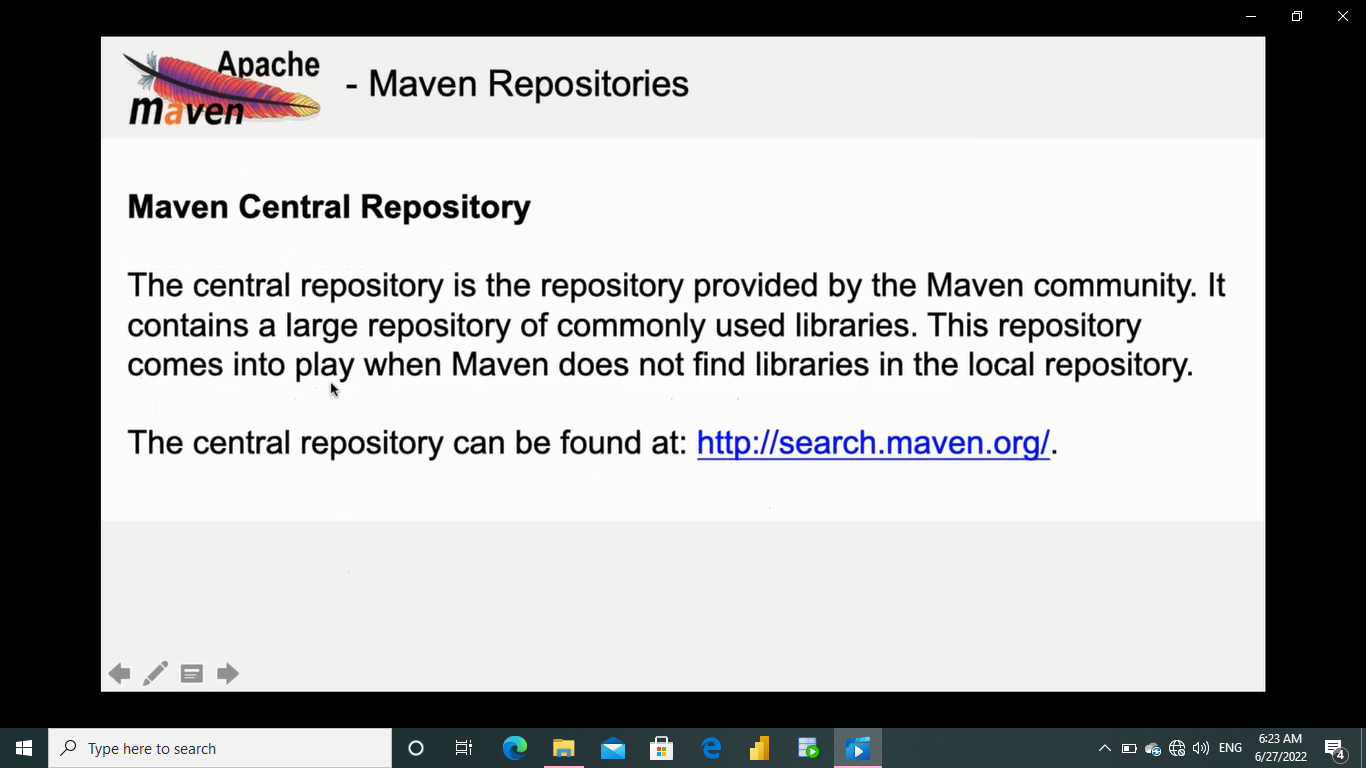 Apache
maven
- Maven Repositories
Maven Central Repository
The central repository is the repository provided by the Maven community. It
contains a large repository of commonly used libraries. This repository
comes into play when Maven does not find libraries in the local repository.
The central repository can be found at: http://search.maven.org/.
Type here to search
ENG
6:23 AM
6/27/2022
4